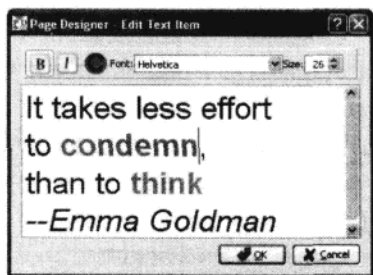 Page Designer - Edit Text Item
B I Font: Helvetica Size: 26
It takes less effort
to condemn,
than to think
--Emma Goldman
OK Cancel